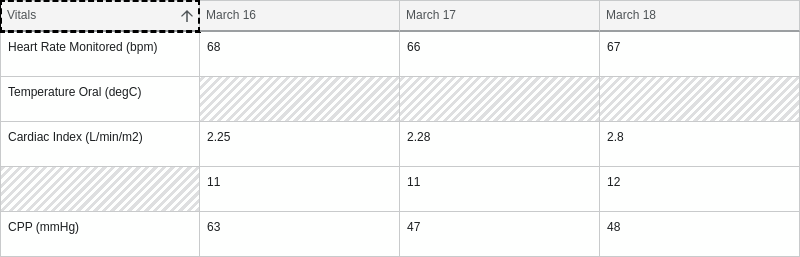 Vitals March 16 March 17 March 18
Heart Rate Monitored (bpm) 68 66 67
Temperature Oral (degC)
Cardiac Index (L/min/m2) 2.25 2.28 2.8
11 11 12
CPP (mmHg) 63 47 48